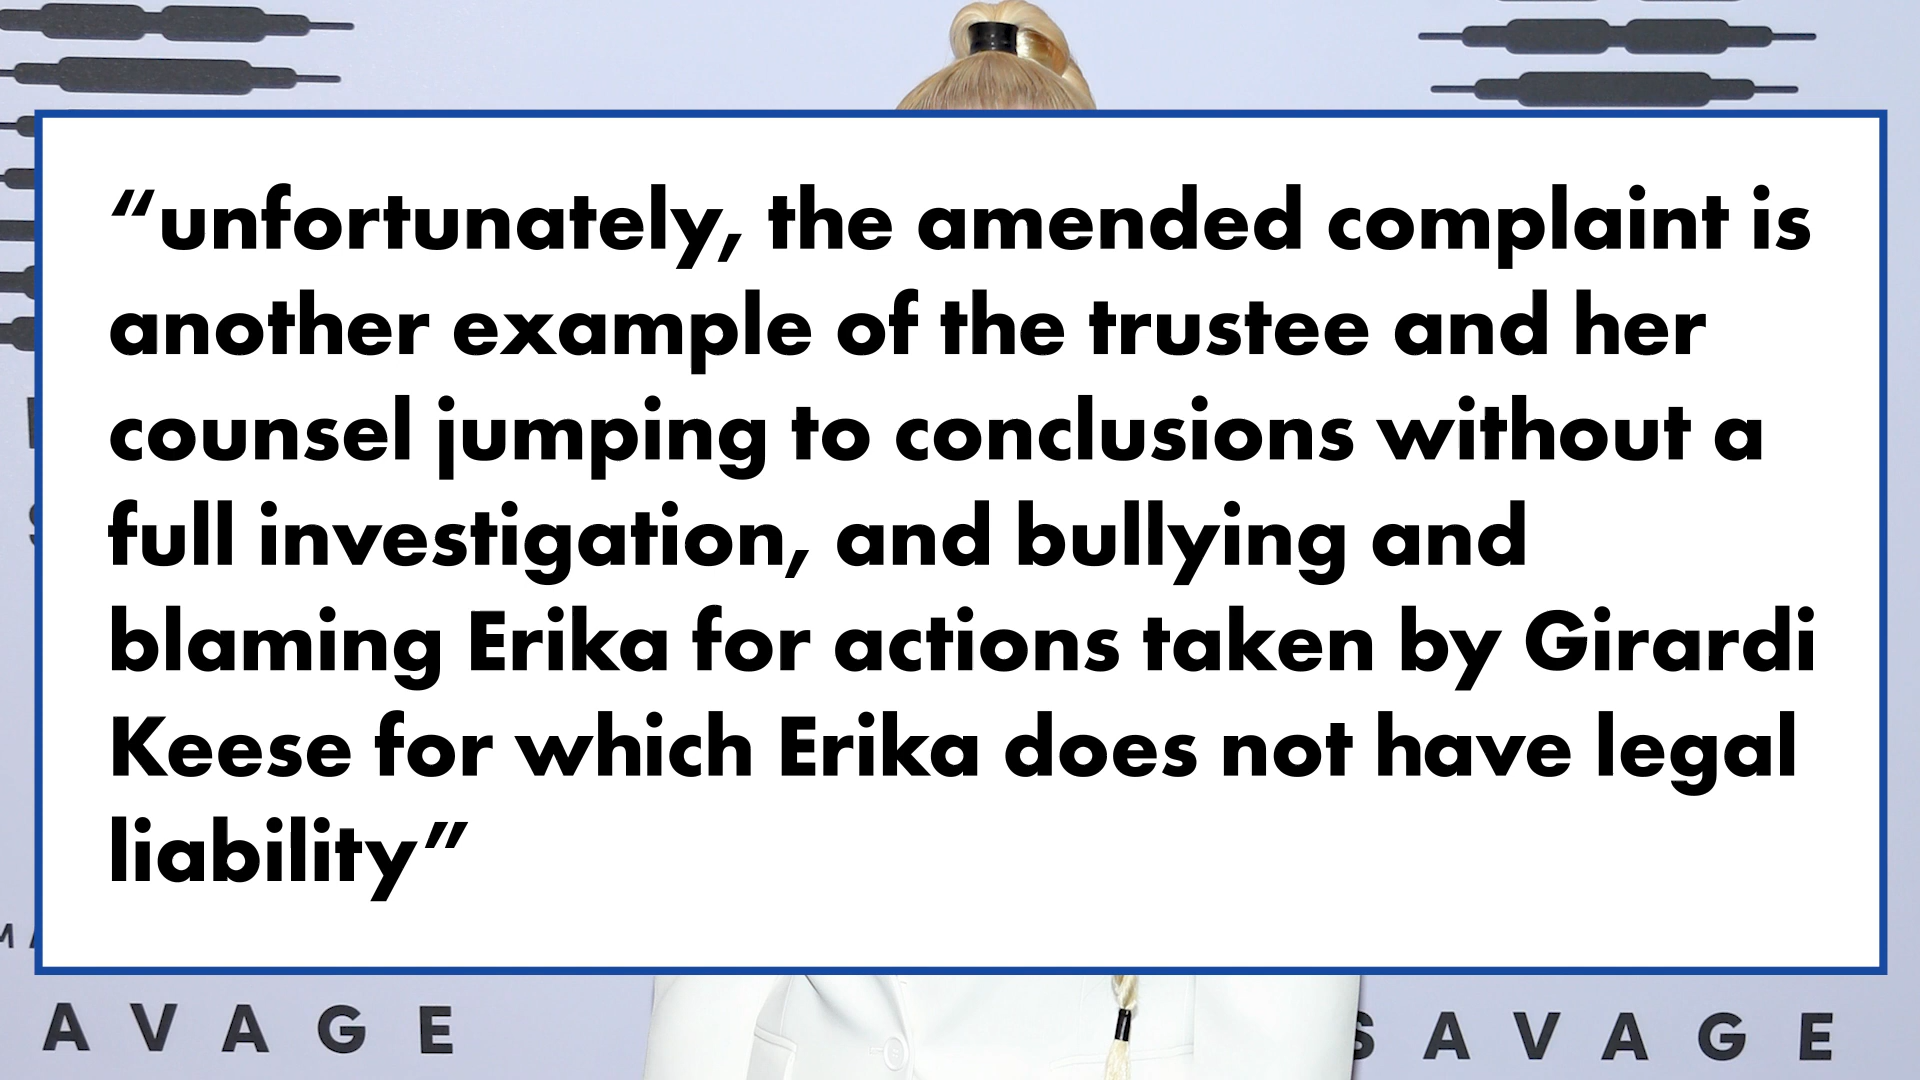 “unfortunately, the amended complaint is
another example of the trustee and her
counsel jumping to conclusions without a
full investigation, and bullying and
blaming Erika for actions taken by Girardi
Keese for which Erika does not have legal
liability”
AVAGE
SAVAGE